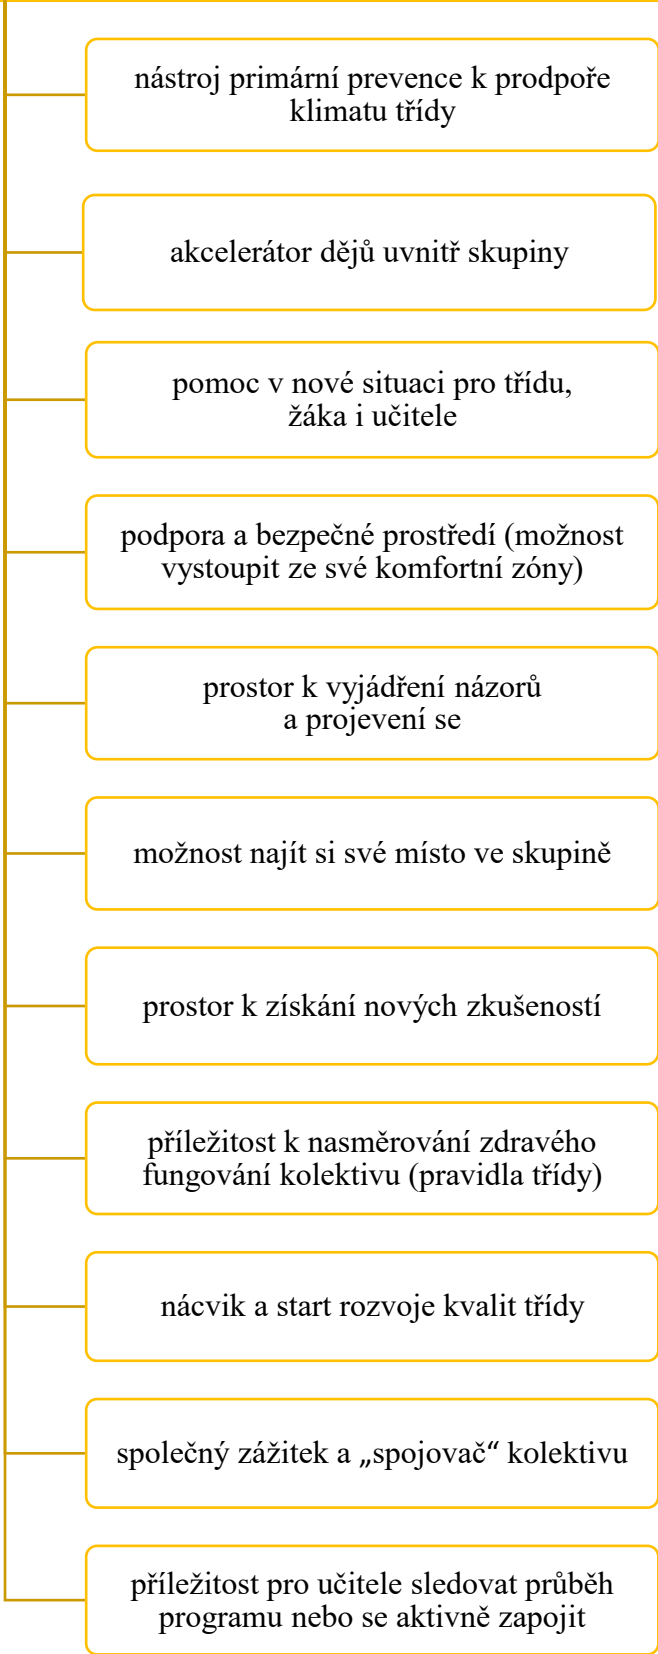 nástroj primární prevence k prodpoře
klimatu třídy
akcelerátor dějů uvnitř skupiny
pomoc v nové situaci pro třídu,
žáka i učitele
podpora a bezpečné prostředí (možnost
vystoupit ze své komfortní zóny)
prostor k vyjádření názorů
a projevení se
možnost najít si své místo ve skupině
prostor k získání nových zkušeností
příležitost k nasměrování zdravého
fungování kolektivu (pravidla třídy)
nácvik a start rozvoje kvalit třídy
společný zážitek a „spojovač“ kolektivu
příležitost pro učitele sledovat průběh
programu nebo se aktivně zapojit